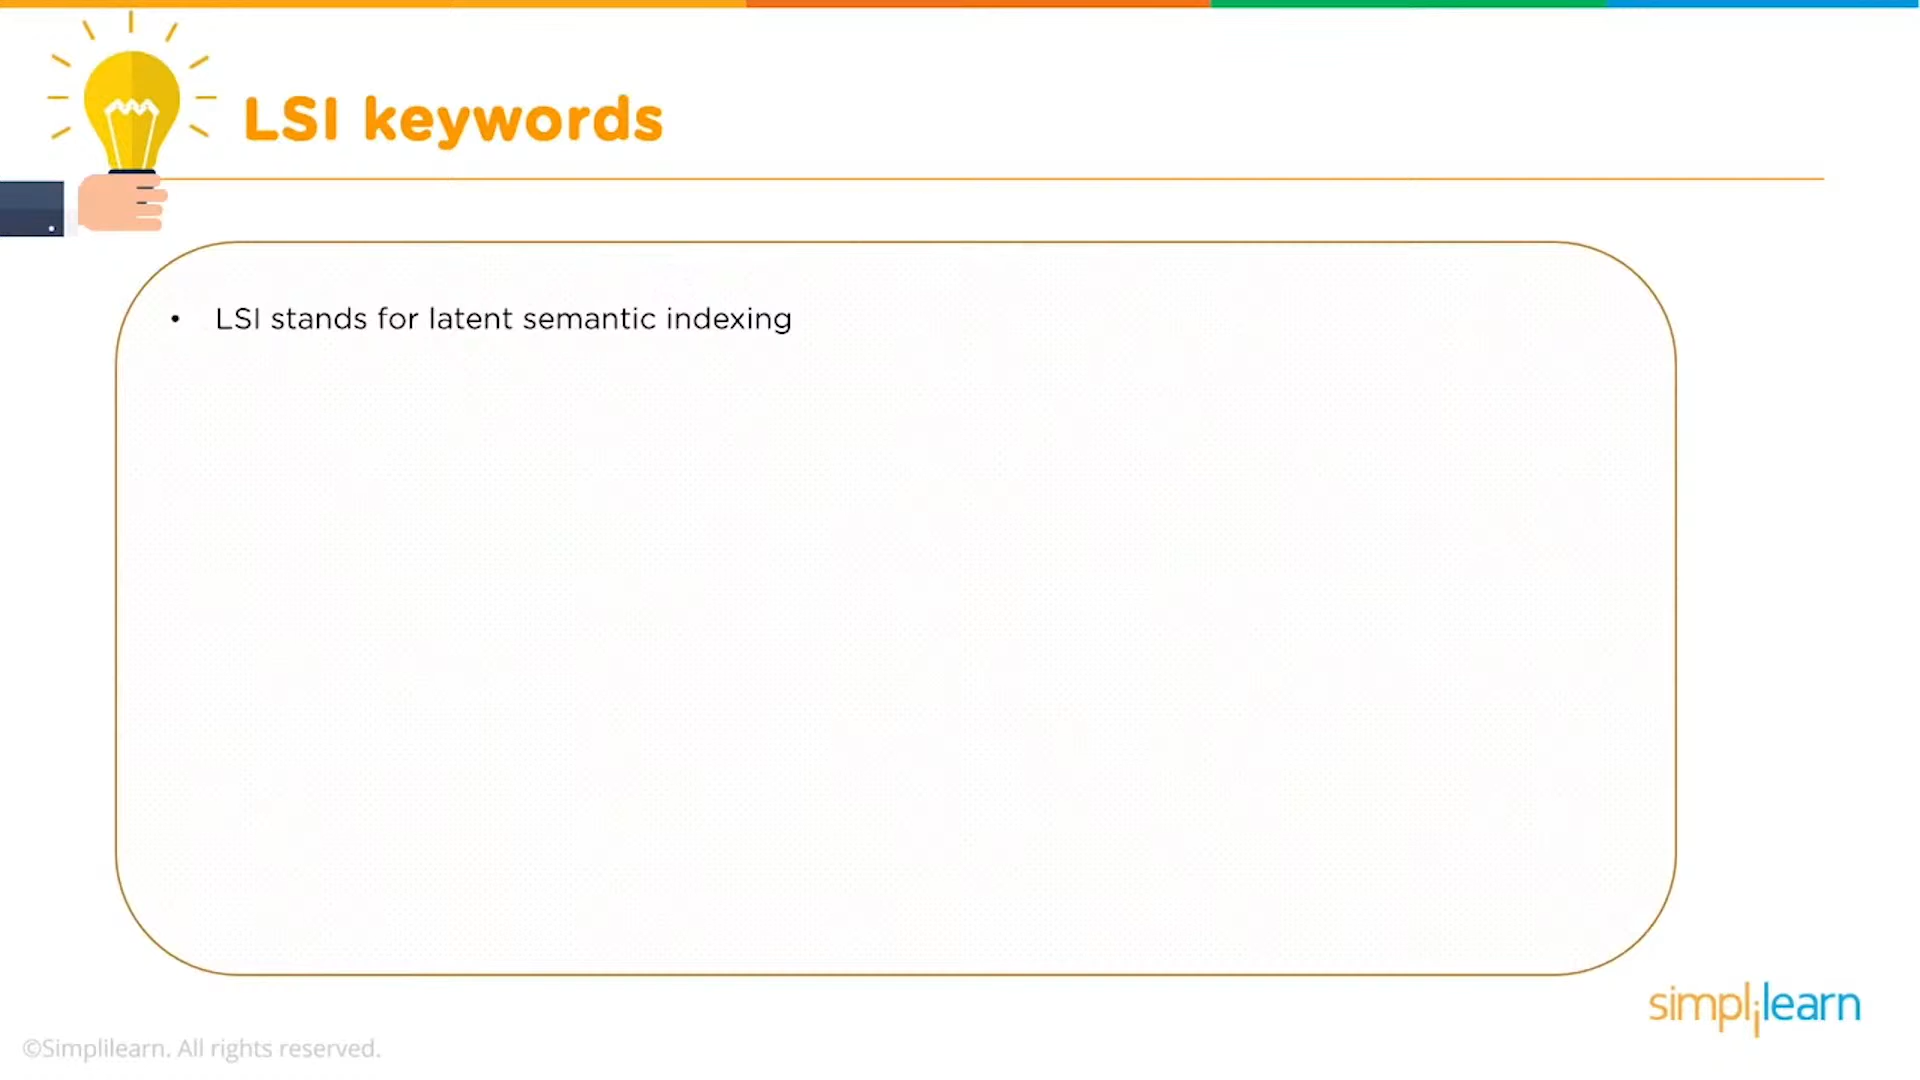 LSI keywords
• LSI stands for latent semantic indexing
simplilearn
©Simplilearn. All rights reserved.